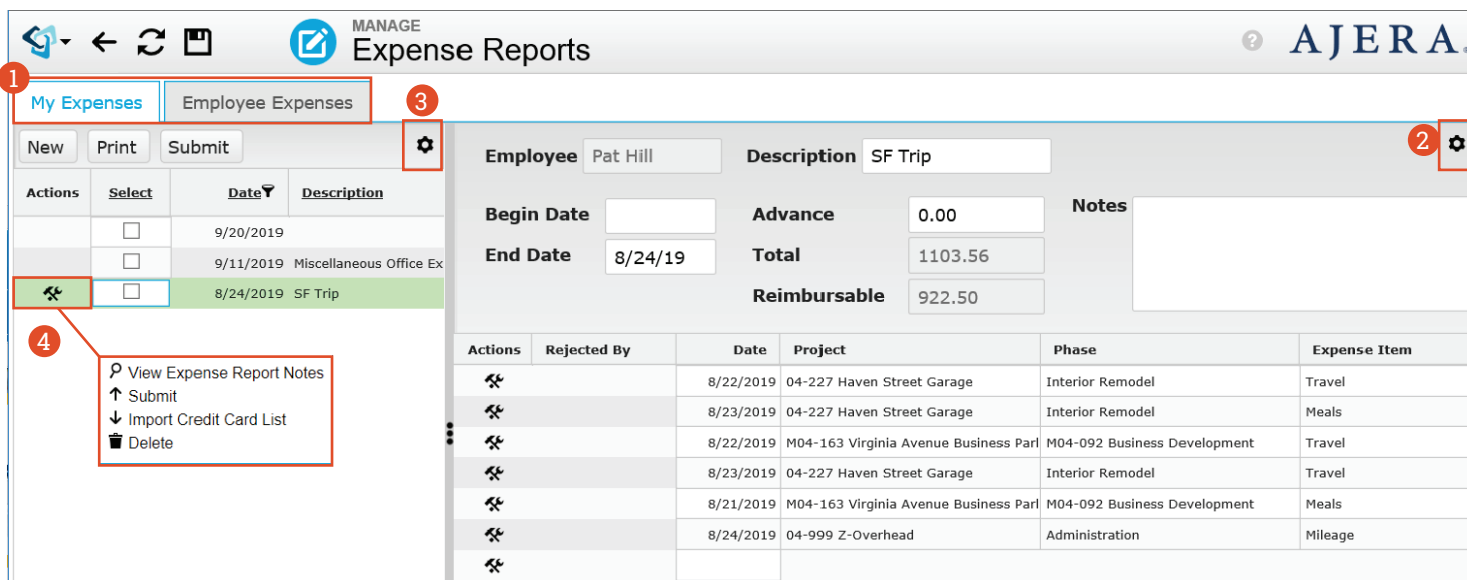 MANAGE
Expense Reports
? AJERA
1
My Expenses Employee Expenses
3
New Print Submit
2
Employee Pat Hill Description SF Trip
Actions Select Date Description
Begin Date Advance 0.00 Notes
9/20/2019
End Date 8/24/19 Total 1103.56
9/11/2019 Miscellaneous Office Ex
8/24/2019 SF Trip
Reimbursable 922.50
4
View Expense Report Notes
Submit
Import Credit Card List
Delete
Actions Rejected By Date Project Phase Expense Item
8/22/2019 04-227 Haven Street Garage Interior Remodel Travel
8/23/2019 04-227 Haven Street Garage Interior Remodel Meals
8/22/2019 M04-163 Virginia Avenue Business Parl M04-092 Business Development Travel
8/23/2019 04-227 Haven Street Garage Interior Remodel Travel
8/21/2019 M04-163 Virginia Avenue Business Parl M04-092 Business Development Meals
8/24/2019 04-999 Z-Overhead Administration Mileage